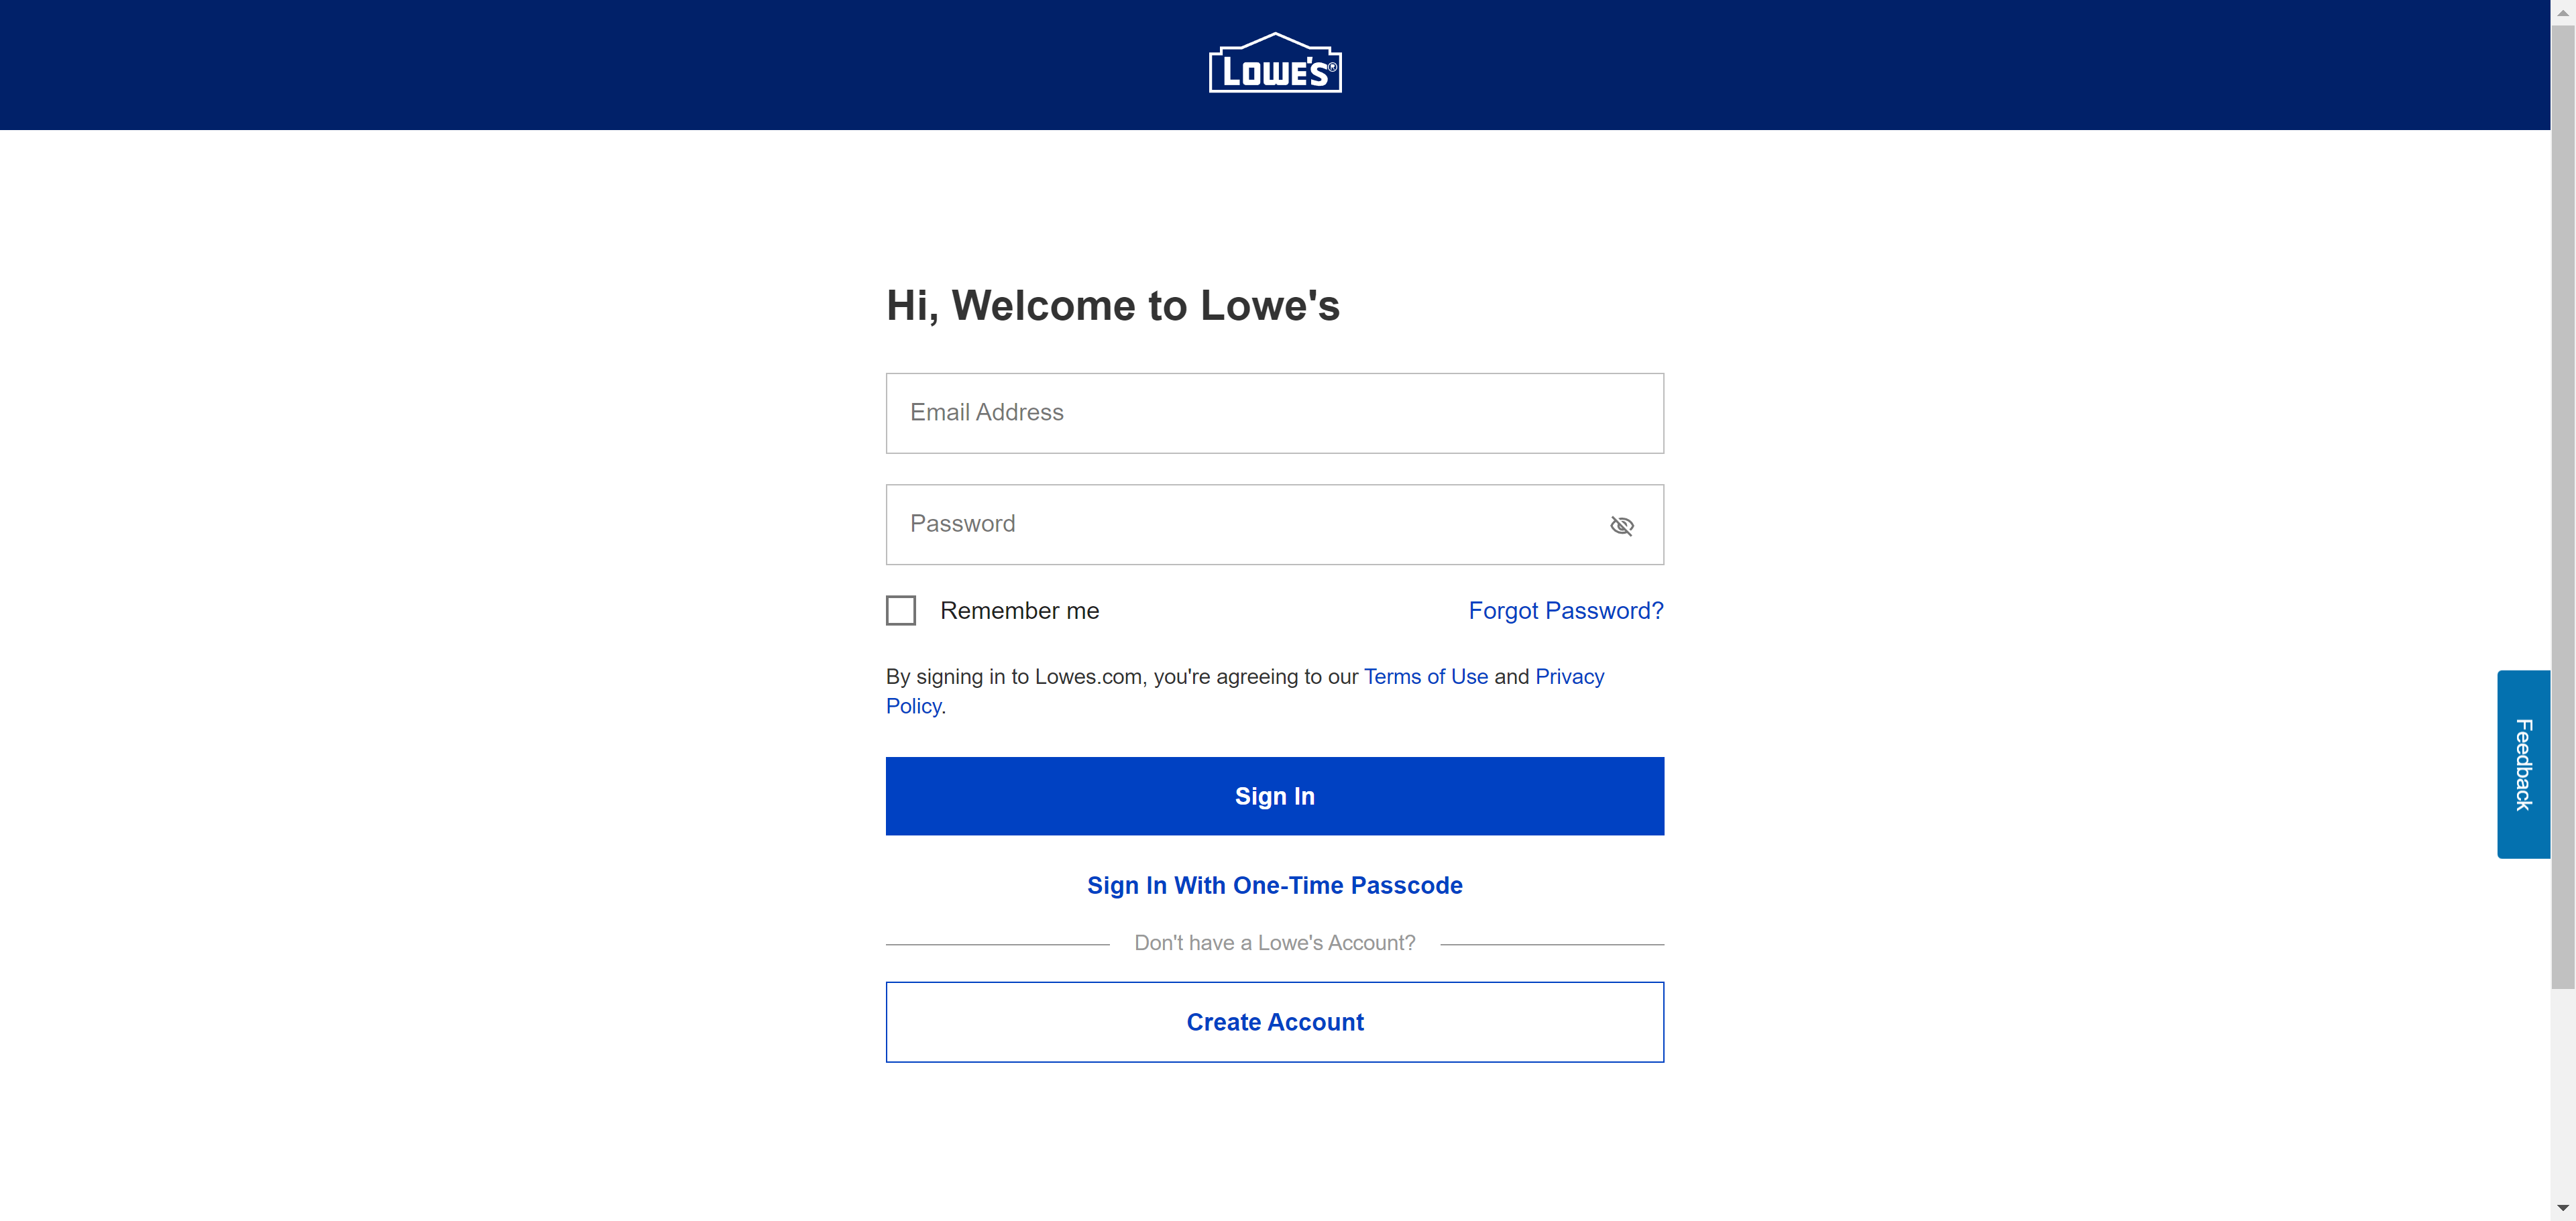 LOWE'S®
Hi, Welcome to Lowe's
Email Address
Password
Remember me
Forgot Password?
By signing in to Lowes.com, you're agreeing to our Terms of Use and Privacy
Policy.
Sign In
Sign In With One-Time Passcode
Don't have a Lowe's Account?
Create Account
Feedback